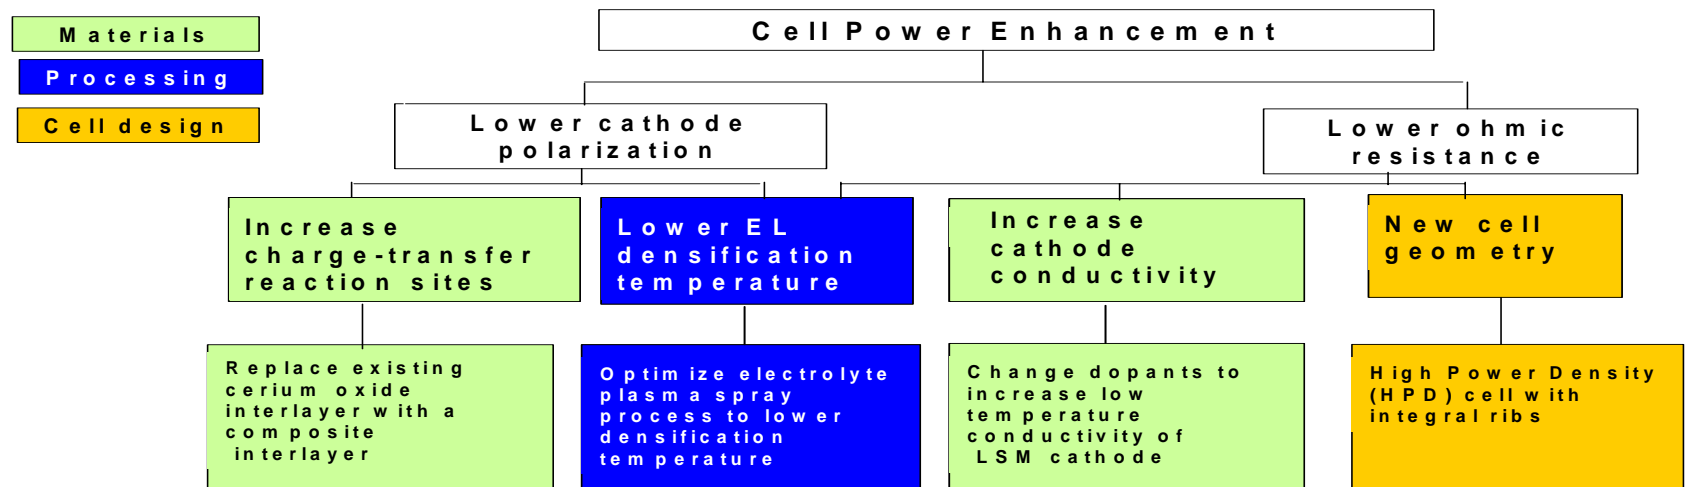 Materials
Processing
Cell design
Cell Power Enhancement
Lower cathode
polarization
Lower ohmic
resistance
Increase
charge-transfer
reaction sites
Lower EL
densification
temperature
Increase
cathode
conductivity
New cell
geometry
Replace existing
cerium oxide
interlayer with a
composite
interlayer
Optimize electrolyte
plasma spray
process to lower
densification
temperature
Change dopants to
increase low
temperature
conductivity of
LSM cathode
High Power Density
(HPD) cell with
integral ribs